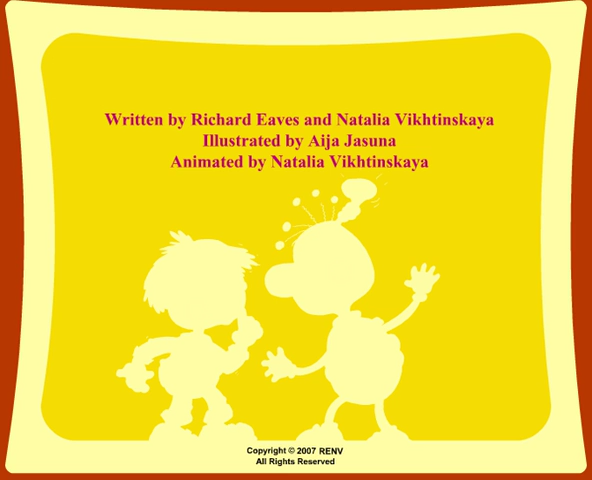 Written by Richard Eaves and Natalia Vikhtinskaya
Illustrated by Aija Jasuna
Animated by Natalia Vikhtinskaya
Copyright © 2007 RENV
All Rights Reserved